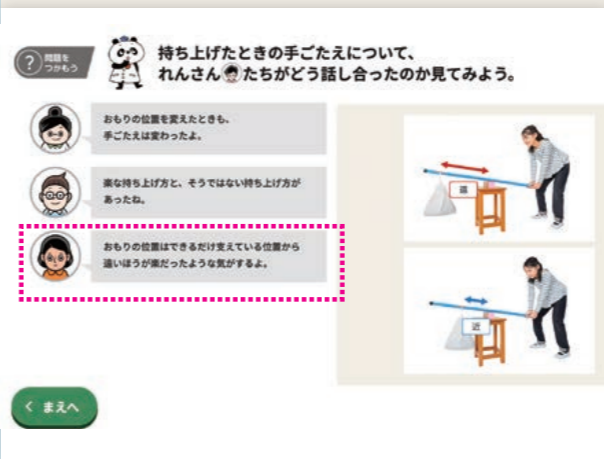 ?
問題を
つかもう
持ち上げたときの手ごたえについて、
れんさんたちがどう話し合ったのか見てみよう。
おもりの位置を変えたときも、
手ごたえは変わったよ。
楽な持ち上げ方と、そうではない持ち上げ方が
あったね。
おもりの位置はできるだけ支えている位置から
遠いほうが楽だったような気がするよ。
遠
近
まえへ